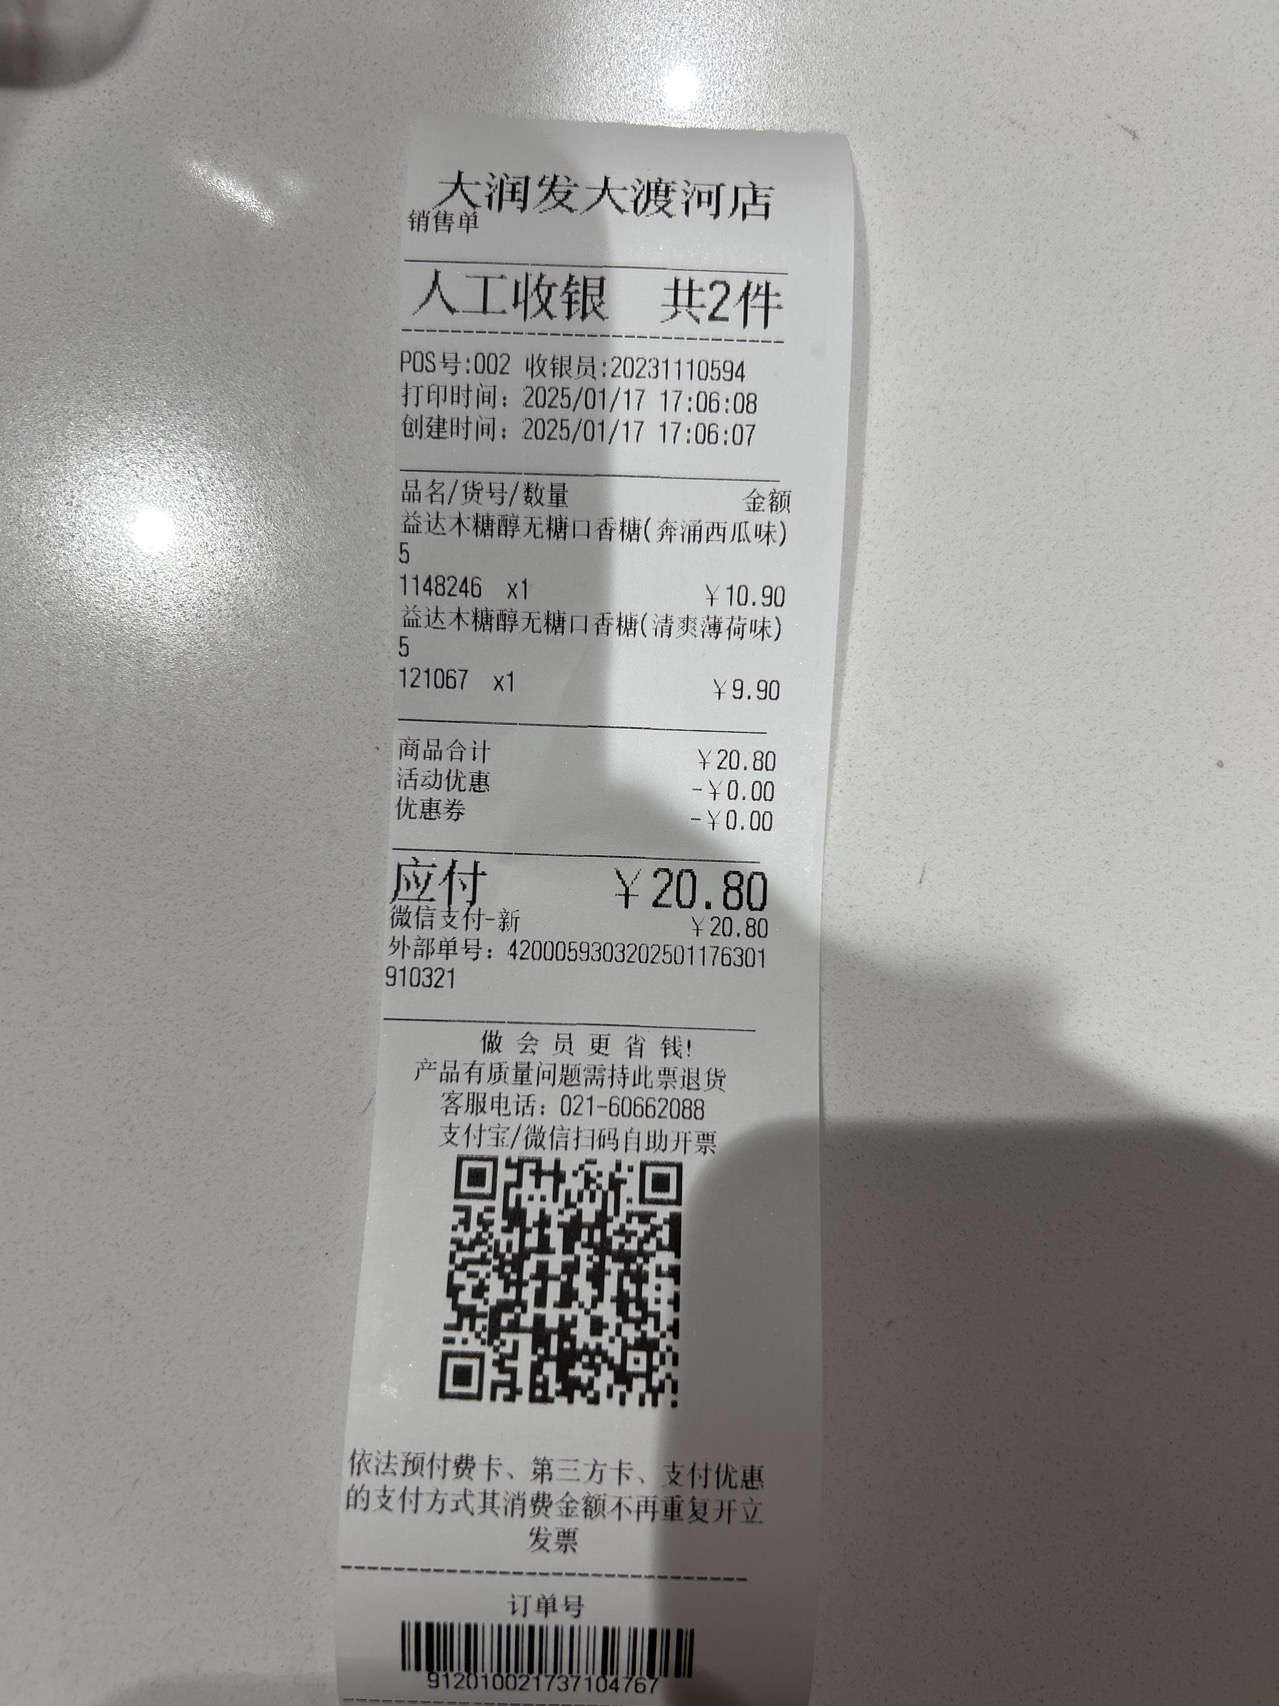 大润发大渡河店
销售单
人工收银 共2件
POS号:002 收银员:20231110594
打印时间：2025/01/17 17:06:08
创建时间：2025/01/17 17:06:07
品名/货号/数量 金额
益达木糖醇无糖口香糖(奔涌西瓜味)
5
1148246 x1 ￥10.90
益达木糖醇无糖口香糖(清爽薄荷味)
5
121067 x1 ￥9.90
商品合计 ￥20.80
活动优惠 -￥0.00
优惠券 -￥0.00
应付 ￥20.80
微信支付-新 ￥20.80
外部单号：4200059303202501176301
910321
做 会 员 更 省 钱!
产品有质量问题需持此票退货
客服电话：021-60662088
支付宝/微信扫码自助开票
依法预付费卡、第三方卡、支付优惠
的支付方式其消费金额不再重复开立
发票
订单号
912010021737104767